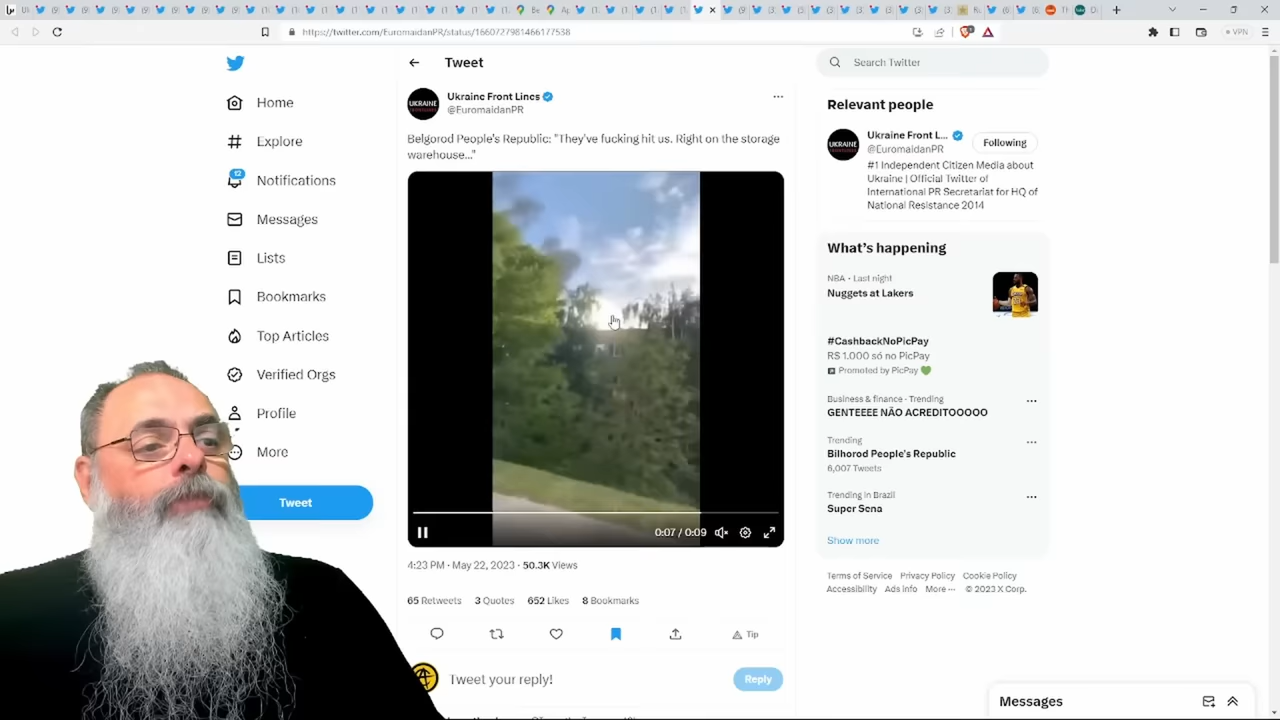 https://twitter.com/EuromaidanPR/status/1660727981466177538
VPN
Home
Explore
12
Notifications
Messages
Lists
Bookmarks
Top Articles
Verified Orgs
Profile
More
Tweet
Tweet
UKRAINE
Ukraine Front Lines
@EuromaidanPR
Belgorod People's Republic: "They've fucking hit us. Right on the storage
warehouse..."
0:07 / 0:09
4:23 PM · May 22, 2023 · 50.3K Views
65 Retweets 3 Quotes 652 Likes 8 Bookmarks
Tip
Tweet your reply!
Reply
Search Twitter
Relevant people
UKRAINE
Ukraine Front L...
@EuromaidanPR
Following
#1 Independent Citizen Media about
Ukraine | Official Twitter of
International PR Secretariat for HQ of
National Resistance 2014
What's happening
NBA · Last night
Nuggets at Lakers
#CashbackNoPicPay
R$ 1.000 só no PicPay
Promoted by PicPay 💚
Business & finance · Trending
GENTEEE NÃO ACREDITOOOOO
Trending
Bilhorod People's Republic
6,007 Tweets
Trending in Brazil
Super Sena
Show more
Terms of Service Privacy Policy Cookie Policy
Accessibility Ads info More ··· © 2023 X Corp.
Messages